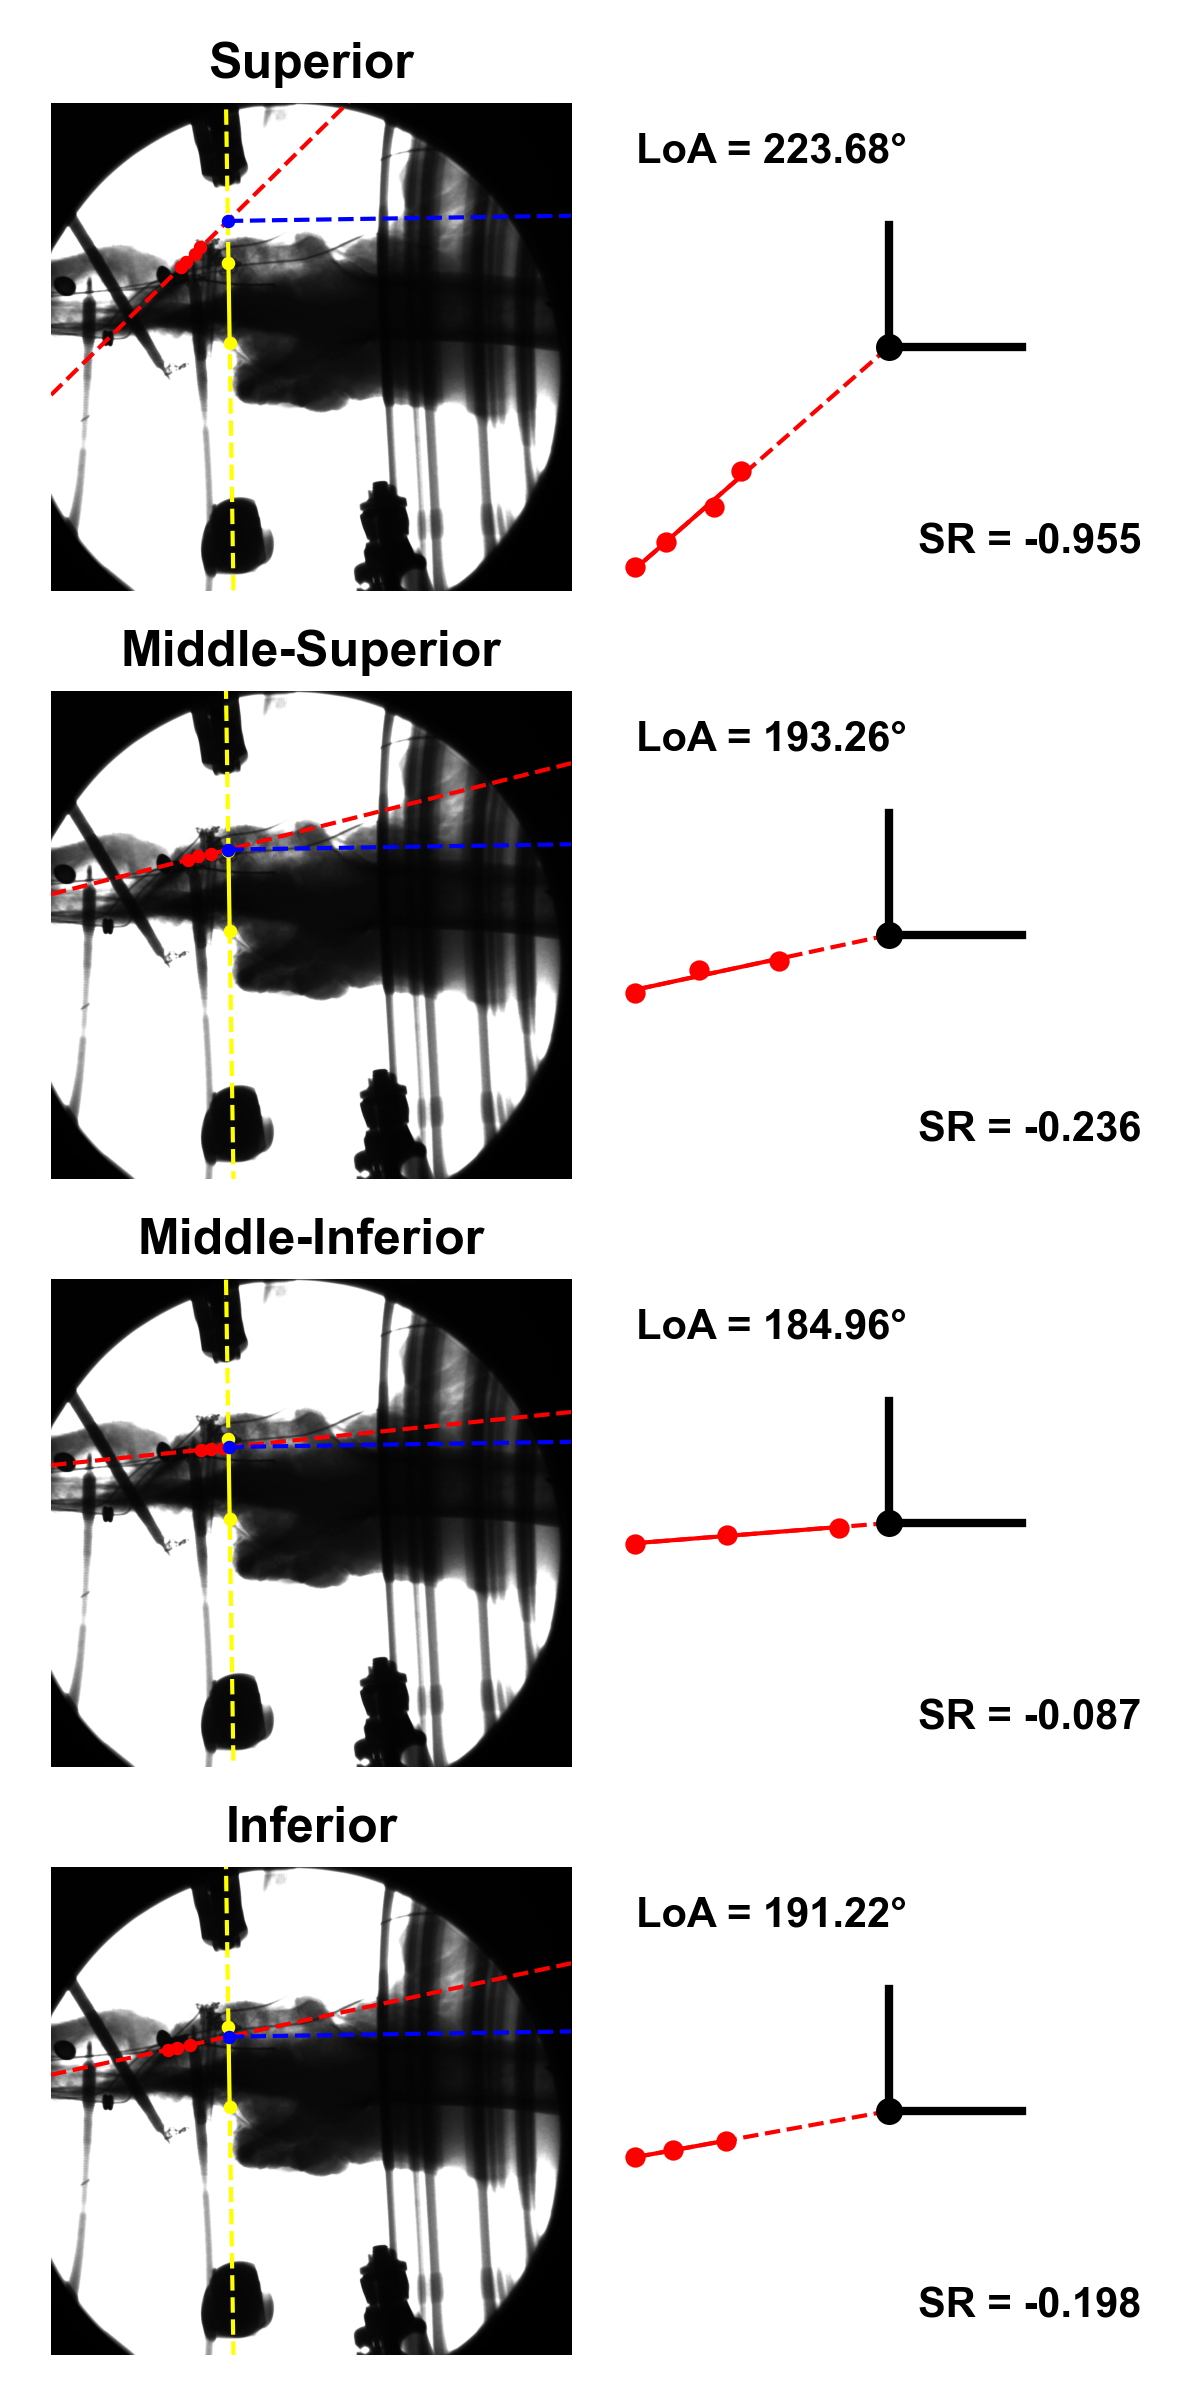 Superior
LoA = 223.68°
SR = -0.955
Middle-Superior
LoA = 193.26°
SR = -0.236
Middle-Inferior
LoA = 184.96°
SR = -0.087
Inferior
LoA = 191.22°
SR = -0.198